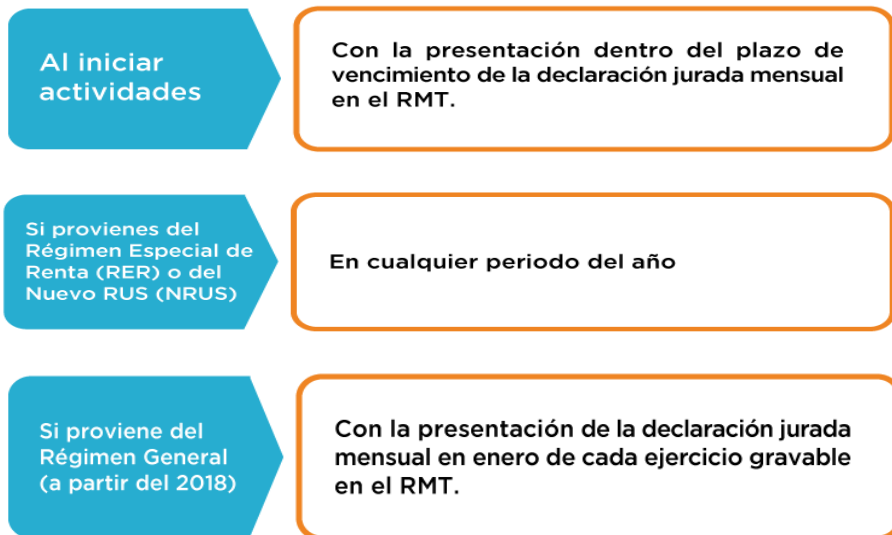 Al iniciar
actividades
Con la presentación dentro del plazo de
vencimiento de la declaración jurada mensual
en el RMT.
Si provienes del
Régimen Especial de
Renta (RER) o del
Nuevo RUS (NRUS)
En cualquier periodo del año
Si proviene del
Régimen General
(a partir del 2018)
Con la presentación de la declaración jurada
mensual en enero de cada ejercicio gravable
en el RMT.